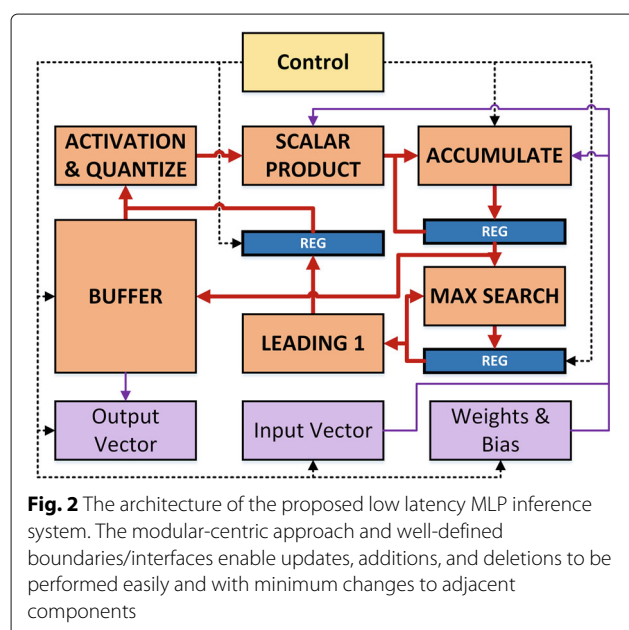 Control
ACTIVATION
& QUANTIZE
SCALAR
PRODUCT
ACCUMULATE
REG
REG
BUFFER
MAX SEARCH
LEADING 1
REG
Output
Vector
Input Vector
Weights &
Bias
Fig. 2 The architecture of the proposed low latency MLP inference
system. The modular-centric approach and well-defined
boundaries/interfaces enable updates, additions, and deletions to be
performed easily and with minimum changes to adjacent
components